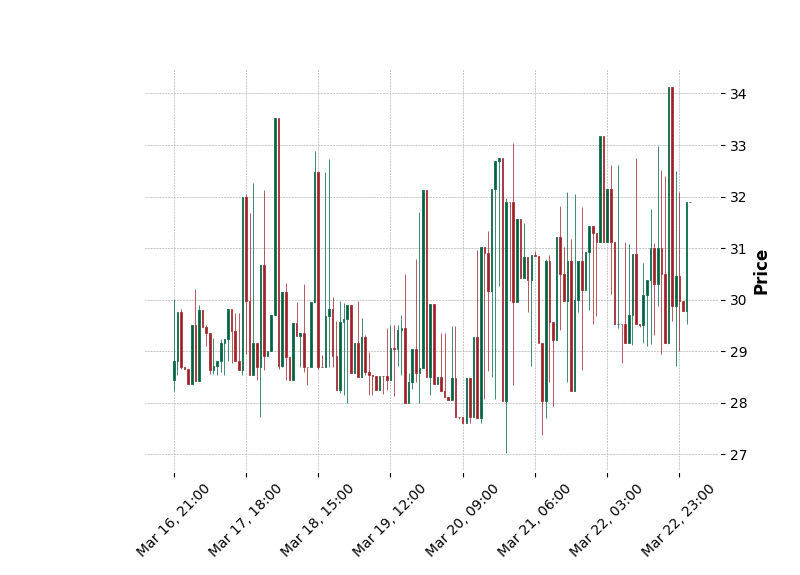 34
33
32
31
30
29
28
27
Price
Mar 16, 21:00
Mar 17, 18:00
Mar 18, 15:00
Mar 19, 12:00
Mar 20, 09:00
Mar 21, 06:00
Mar 22, 03:00
Mar 22, 23:00